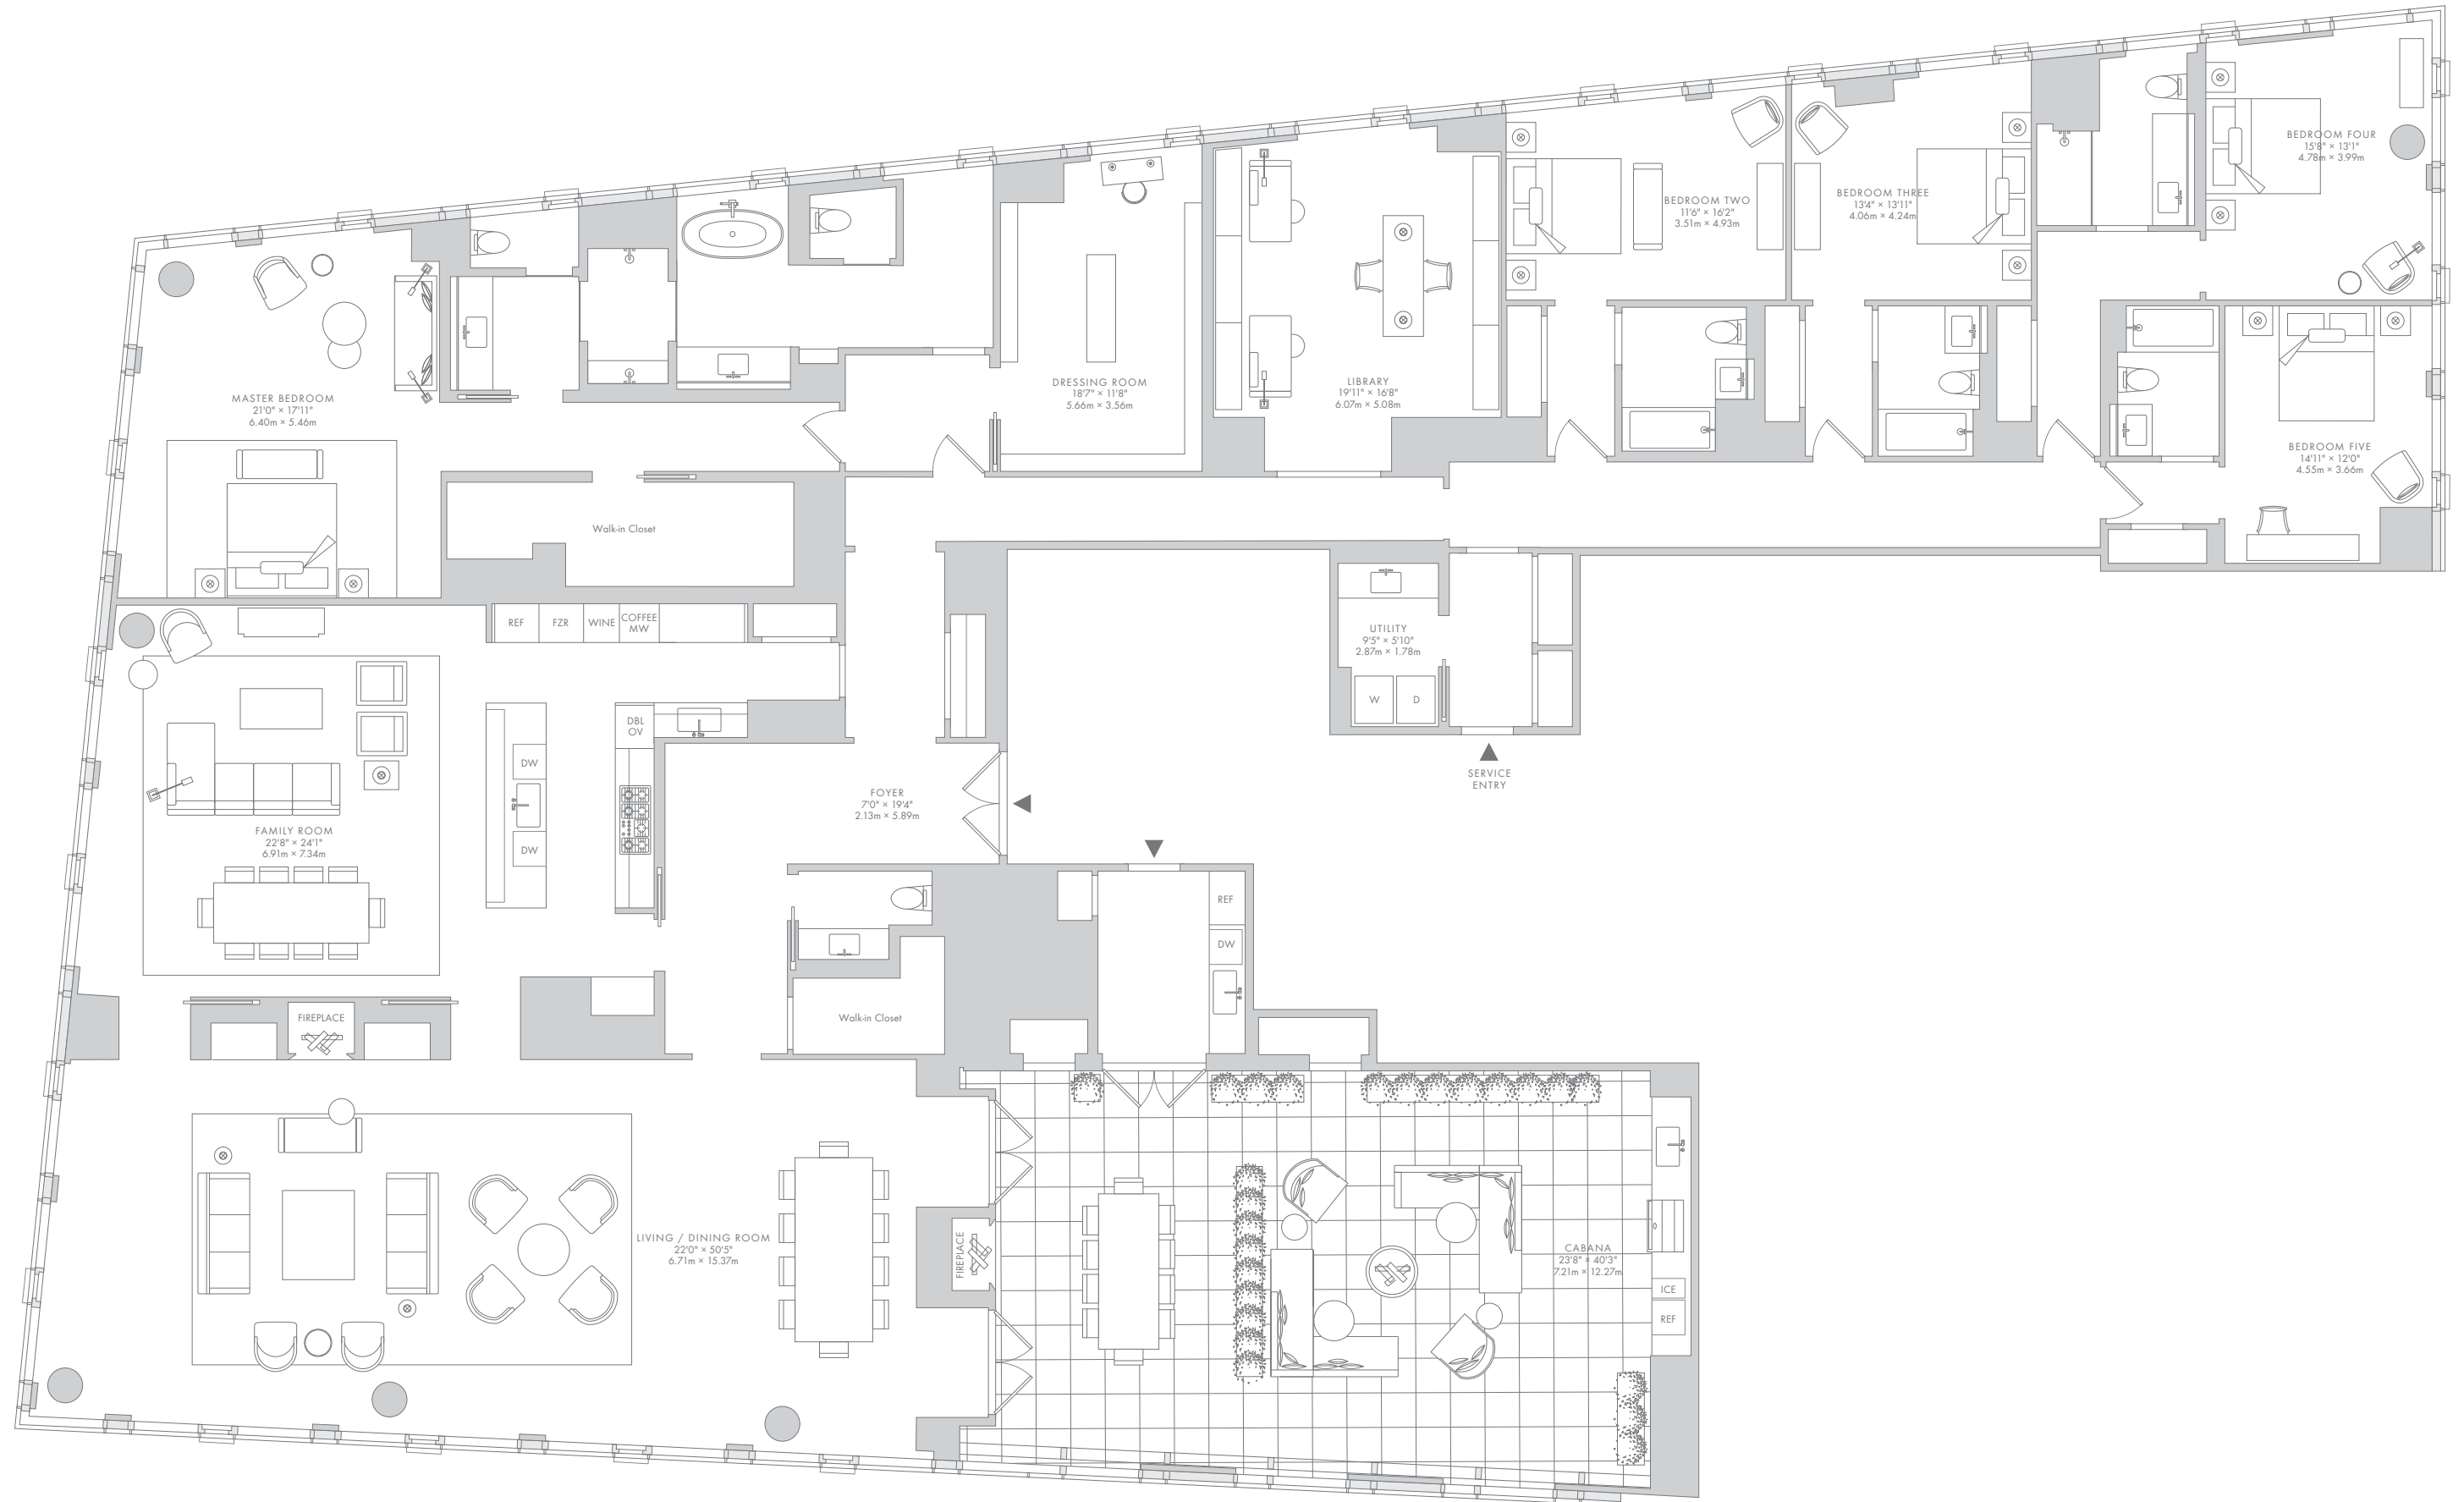 BEDROOM FOUR
15'8" × 13'1"
4.78m × 3.99m
BEDROOM THREE
13'4" × 13'11"
4.06m × 4.24m
BEDROOM TWO
11'6" × 16'2"
3.51m × 4.93m
DRESSING ROOM
18'7" × 11'8"
5.66m × 3.56m
LIBRARY
19'11" × 16'8"
6.07m × 5.08m
MASTER BEDROOM
21'0" × 17'11"
6.40m × 5.46m
BEDROOM FIVE
14'11" × 12'0"
4.55m × 3.66m
Walk-in Closet
REF
FZR
WINE
COFFEE
MW
UTILITY
9'5" × 5'10"
2.87m × 1.78m
W
D
DBL
OV
DW
SERVICE
ENTRY
FOYER
7'0" × 19'4"
2.13m × 5.89m
FAMILY ROOM
22'8" × 24'1"
6.91m × 7.34m
DW
REF
DW
FIREPLACE
Walk-in Closet
LIVING / DINING ROOM
22'0" × 50'5"
6.71m × 15.37m
FIREPLACE
CABANA
23'8" × 40'3"
7.21m × 12.27m
ICE
REF